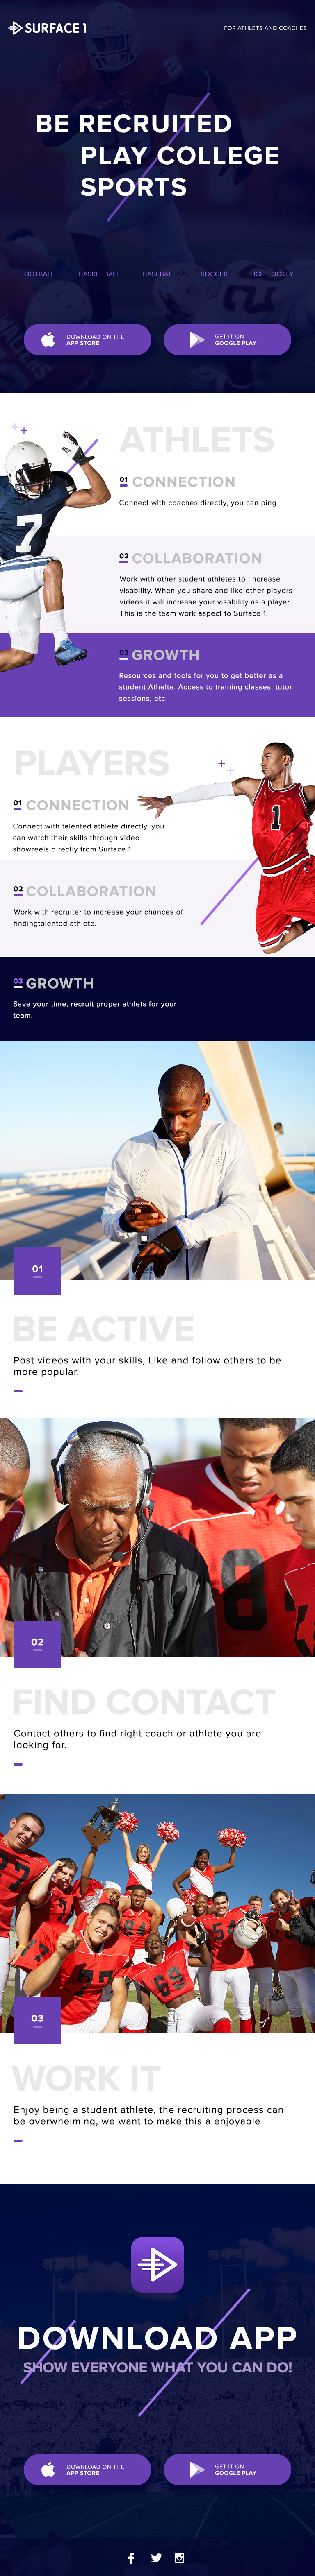 SURFACE 1
FOR ATHLETS AND COACHES
BE RECRUITED
PLAY COLLEGE
SPORTS
FOOTBALL BASKETBALL BASEBALL SOCCER ICE HOCKEY
DOWNLOAD ON THE
APP STORE
GET IT ON
GOOGLE PLAY
ATHLETS
01 CONNECTION
Connect with coaches directly, you can ping
02 COLLABORATION
Work with other student athletes to increase
visability. When you share and like other players
videos it will increase your visability as a player.
This is the team work aspect to Surface 1.
03 GROWTH
Resources and tools for you to get better as a
student Athelte. Access to training classes, tutor
sessions, etc
7
PLAYERS
01 CONNECTION
Connect with talented athlete directly, you
can watch their skills through video
showreels directly from Surface 1.
1
02 COLLABORATION
Work with recruiter to increase your chances of
findingtalented athlete.
03 GROWTH
Save your time, recruit proper athlets for your
team.
01
BE ACTIVE
Post videos with your skills, Like and follow others to be
more popular.
8
02
FIND CONTACT
Contact others to find right coach or athlete you are
looking for.
03
WORK IT
Enjoy being a student athlete, the recruiting process can
be overwhelming, we want to make this a enjoyable
DOWNLOAD APP
SHOW EVERYONE WHAT YOU CAN DO!
DOWNLOAD ON THE
APP STORE
GET IT ON
GOOGLE PLAY